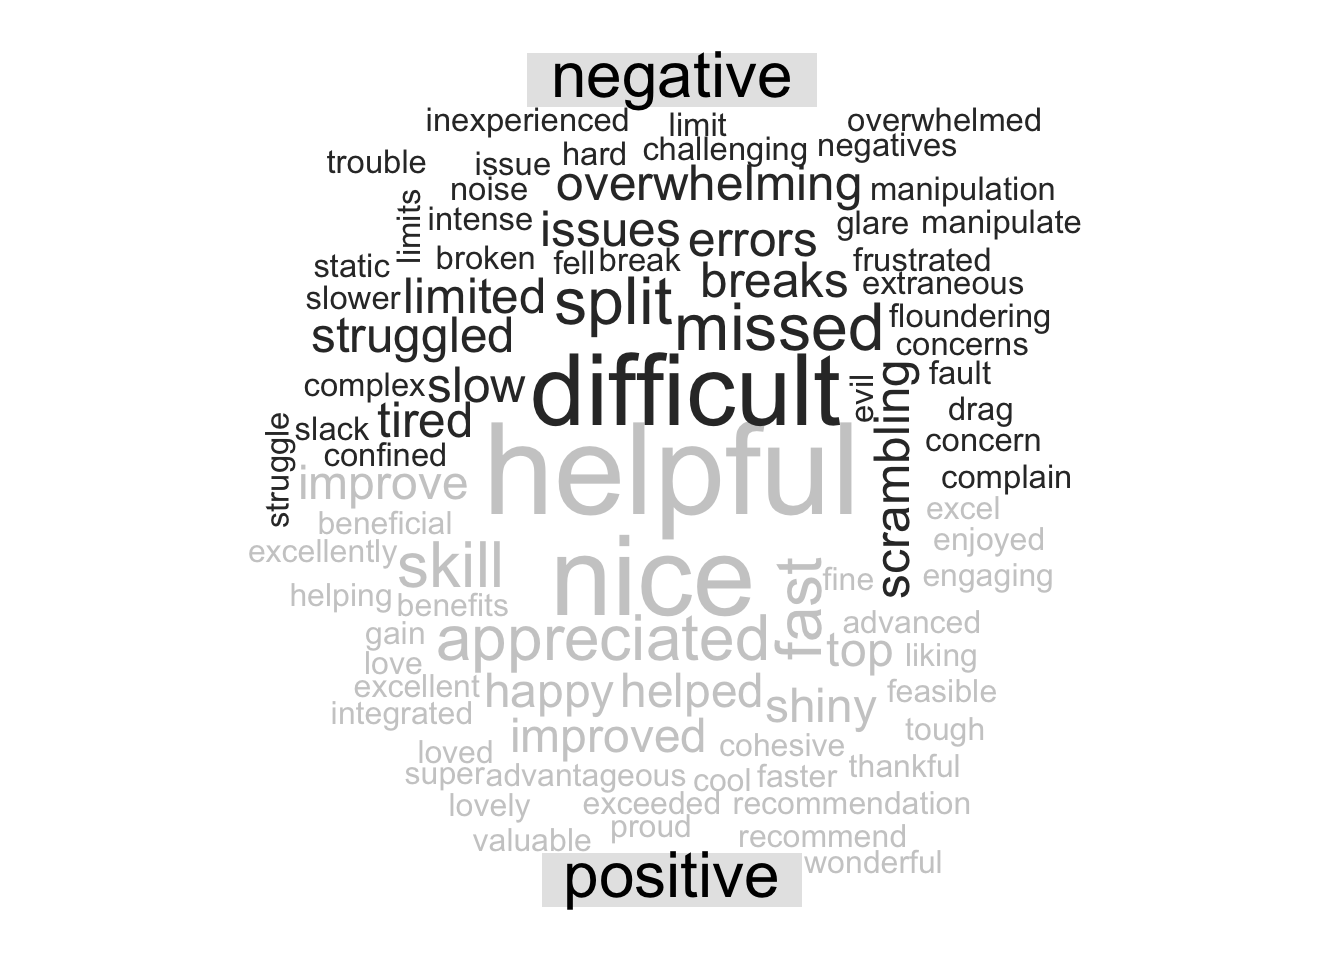 negative
inexperienced limit overwhelmed
trouble issue hard challenging negatives
noise overwhelming manipulation
limits intense issues errors glare manipulate
static broken fell break frustrated
slower limited split breaks extraneous
struggled missed floundering
concerns
complex slow difficult evil scrambling fault
struggle slack tired drag
confined concern
improve helpful complain
beneficial excel
excellently skill nice fast fine enjoyed
helping benefits engaging
gain appreciated top advanced
love liking
excellent happy helped shiny feasible
integrated improved tough
loved cohesive
super advantageous cool faster thankful
lovely exceeded recommendation
valuable proud recommend
positive wonderful